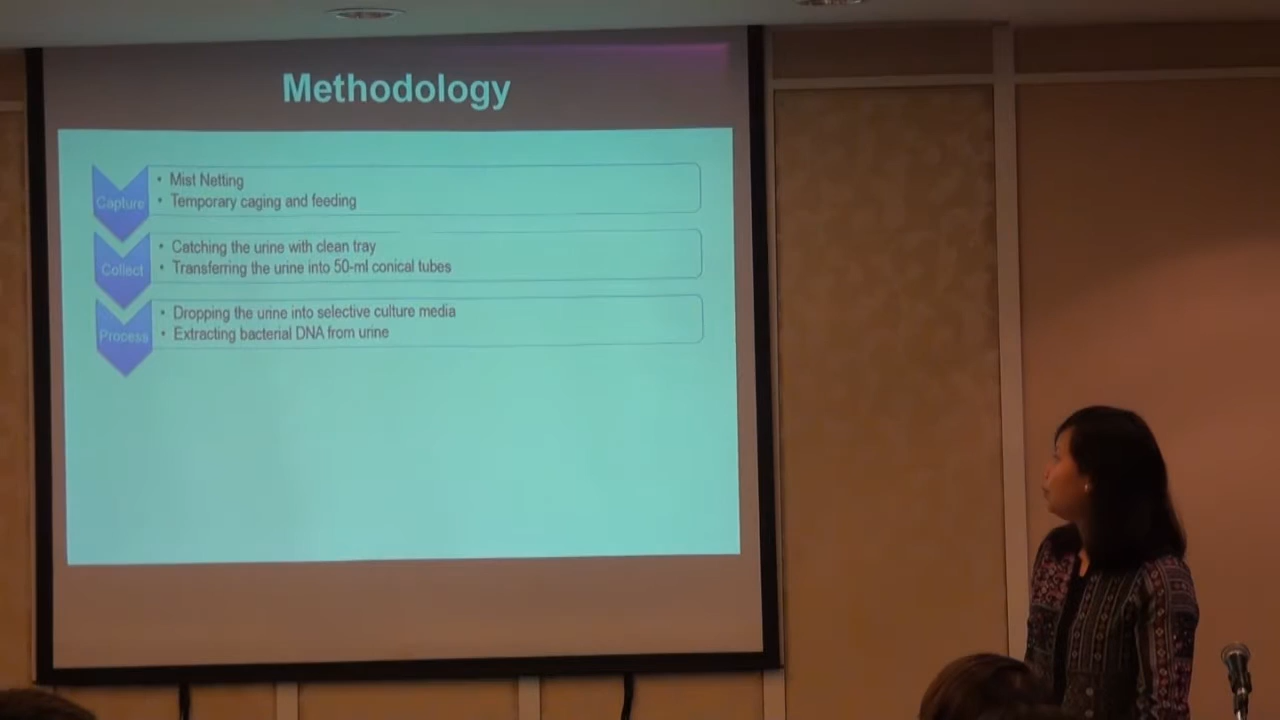 Methodology
Capture
• Mist Netting
• Temporary caging and feeding
Collect
• Catching the urine with clean tray
• Transferring the urine into 50-ml conical tubes
Process
• Dropping the urine into selective culture media
• Extracting bacterial DNA from urine